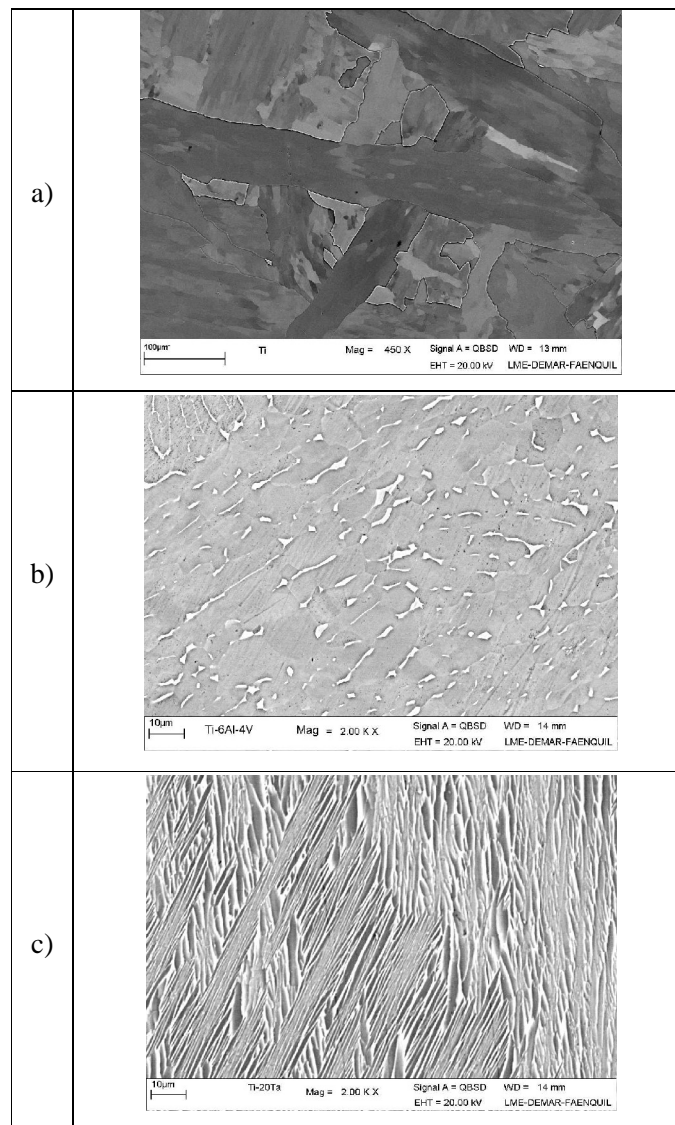 a)
100µm
Ti
Mag = 450 X
Signal A = QBSD WD = 13 mm
EHT = 20.00 kV LME-DEMAR-FAENQUIL
b)
10µm
Ti-6Al-4V
Mag = 2.00 K X
Signal A = QBSD WD = 14 mm
EHT = 20.00 kV LME-DEMAR-FAENQUIL
c)
10µm
Ti-20Ta
Mag = 2.00 K X
Signal A = QBSD WD = 14 mm
EHT = 20.00 kV LME-DEMAR-FAENQUIL